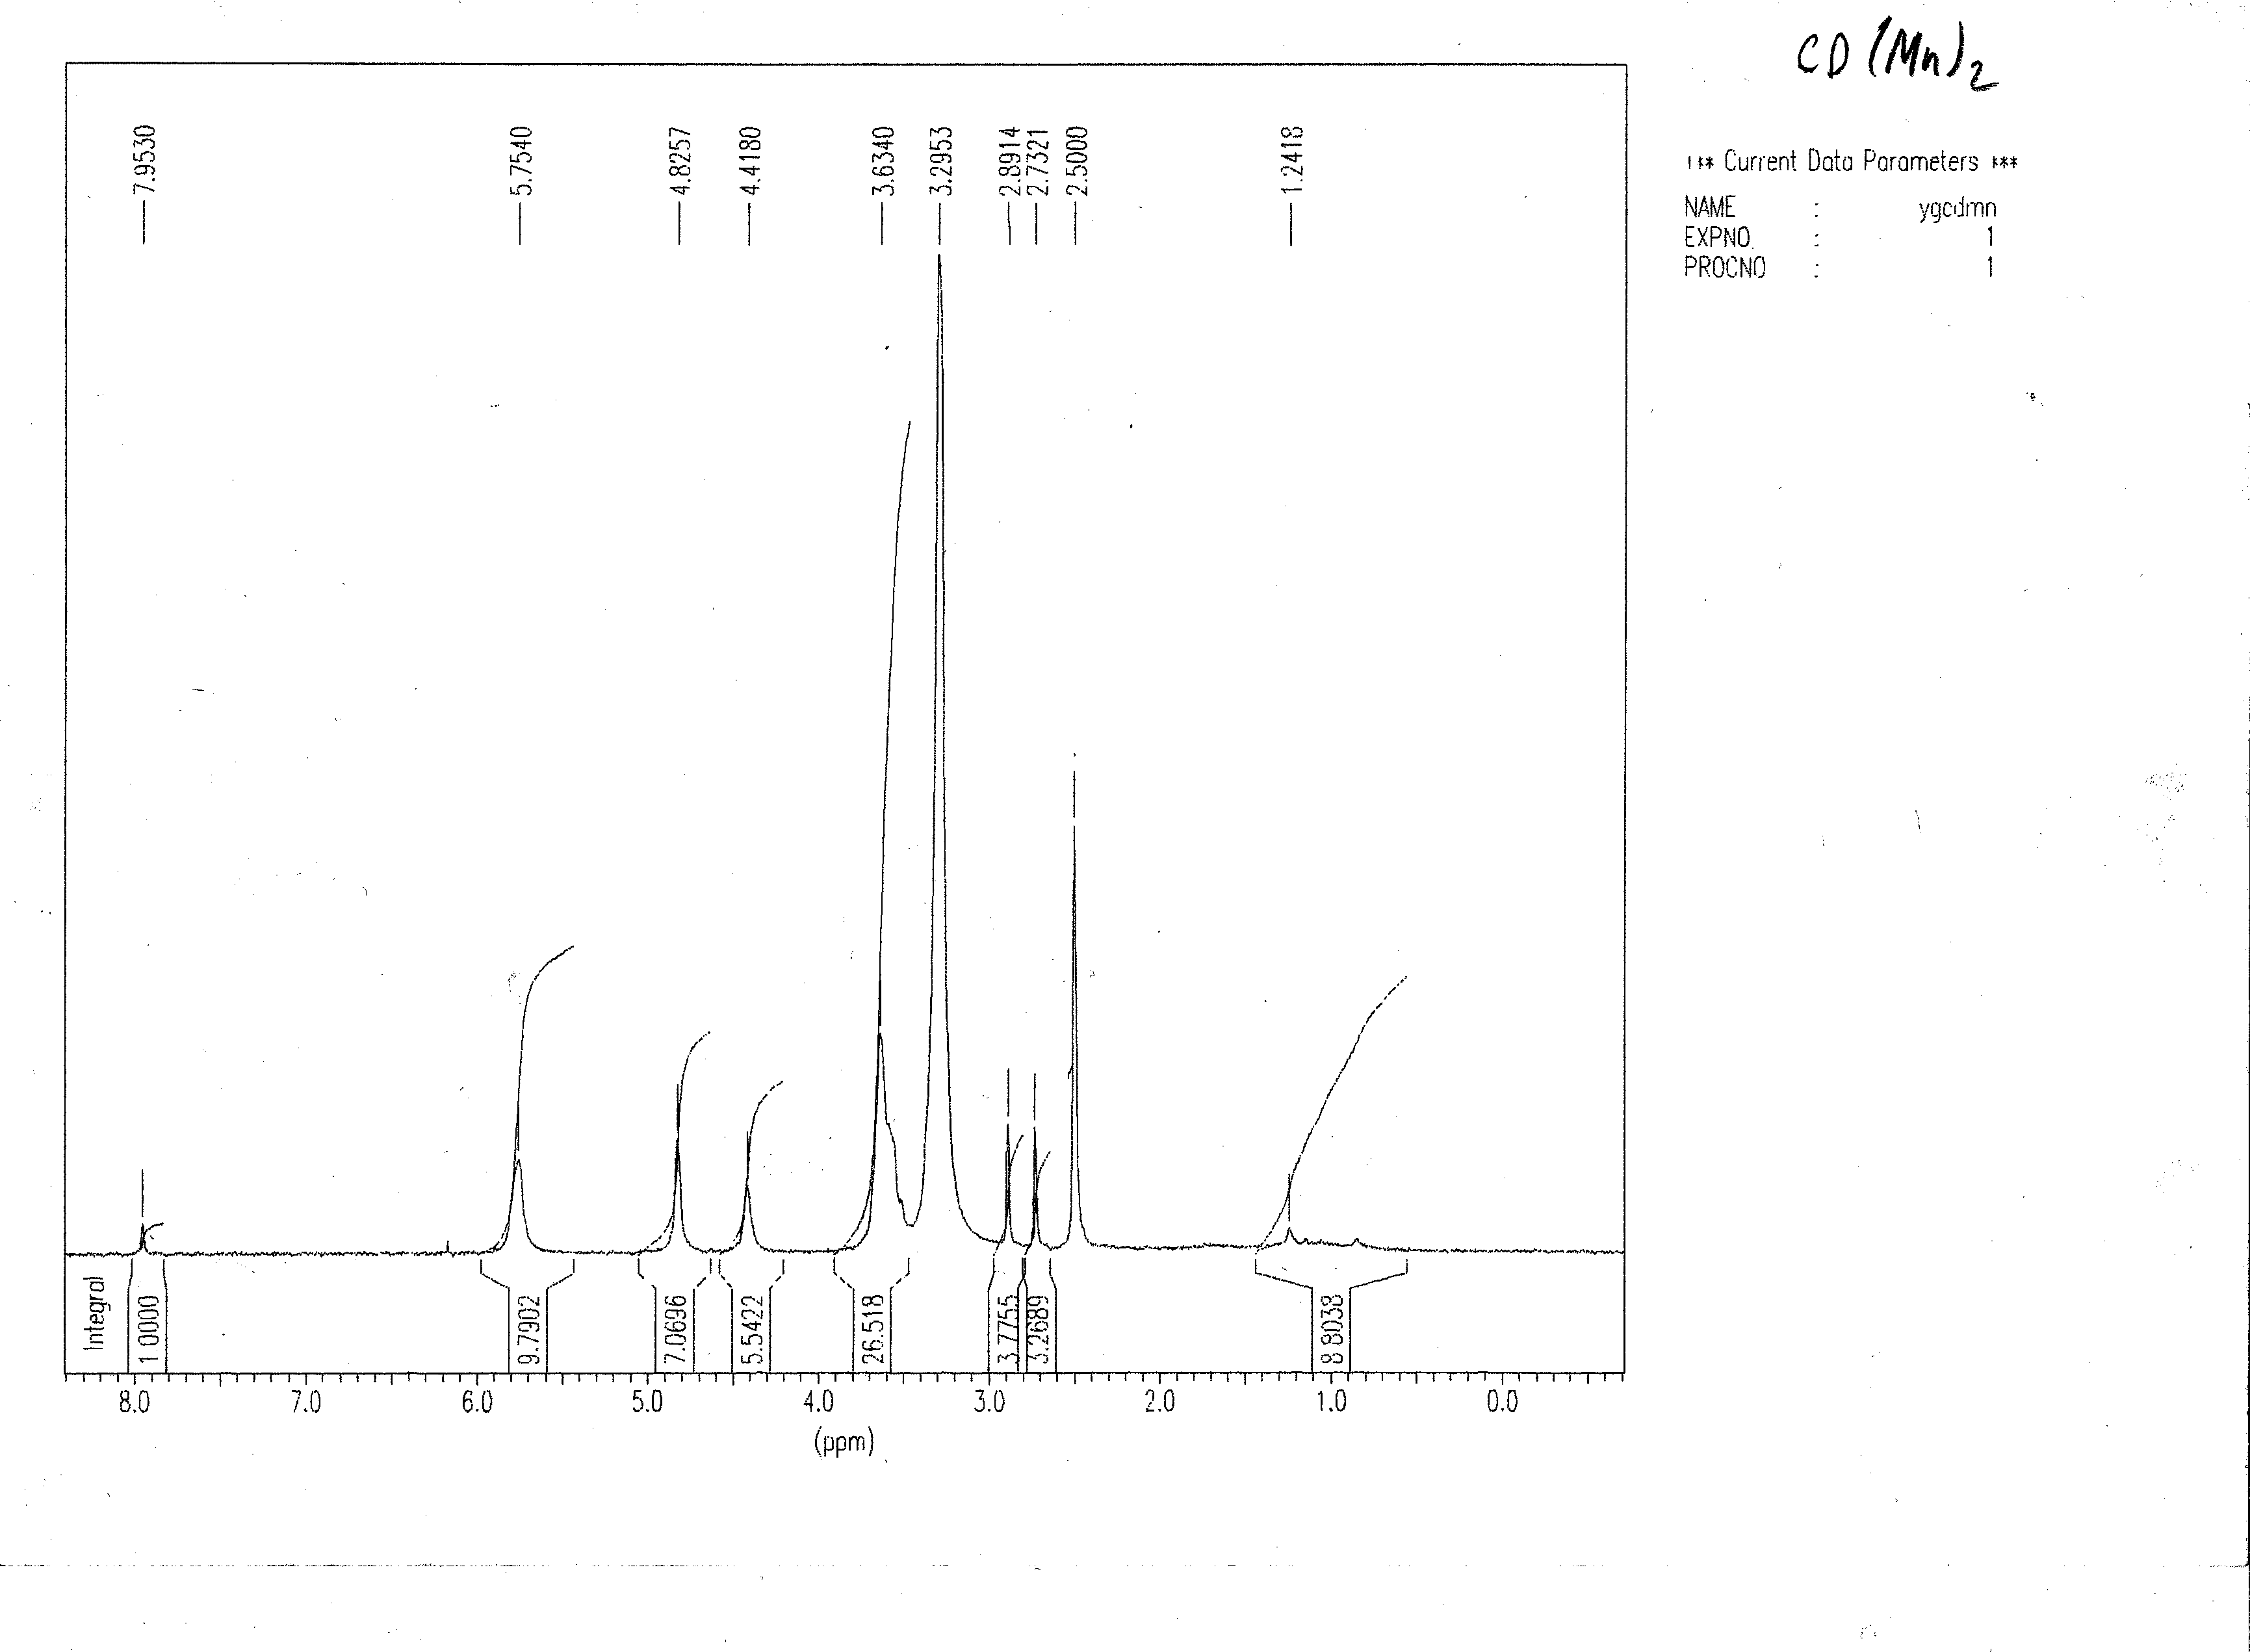 CD (Mn)2
*** Current Data Parameters ***
NAME : ygcdmn
EXPNO : 1
PROCNO : 1
7.9530
5.7540
4.8257
4.4180
3.6340
3.2953
2.8914
2.7321
2.5000
1.2418
Integral
1.0000
9.7902
7.0696
5.5422
26.518
3.7755
3.2689
8.8038
8.0 7.0 6.0 5.0 4.0 3.0 2.0 1.0 0.0
(ppm)